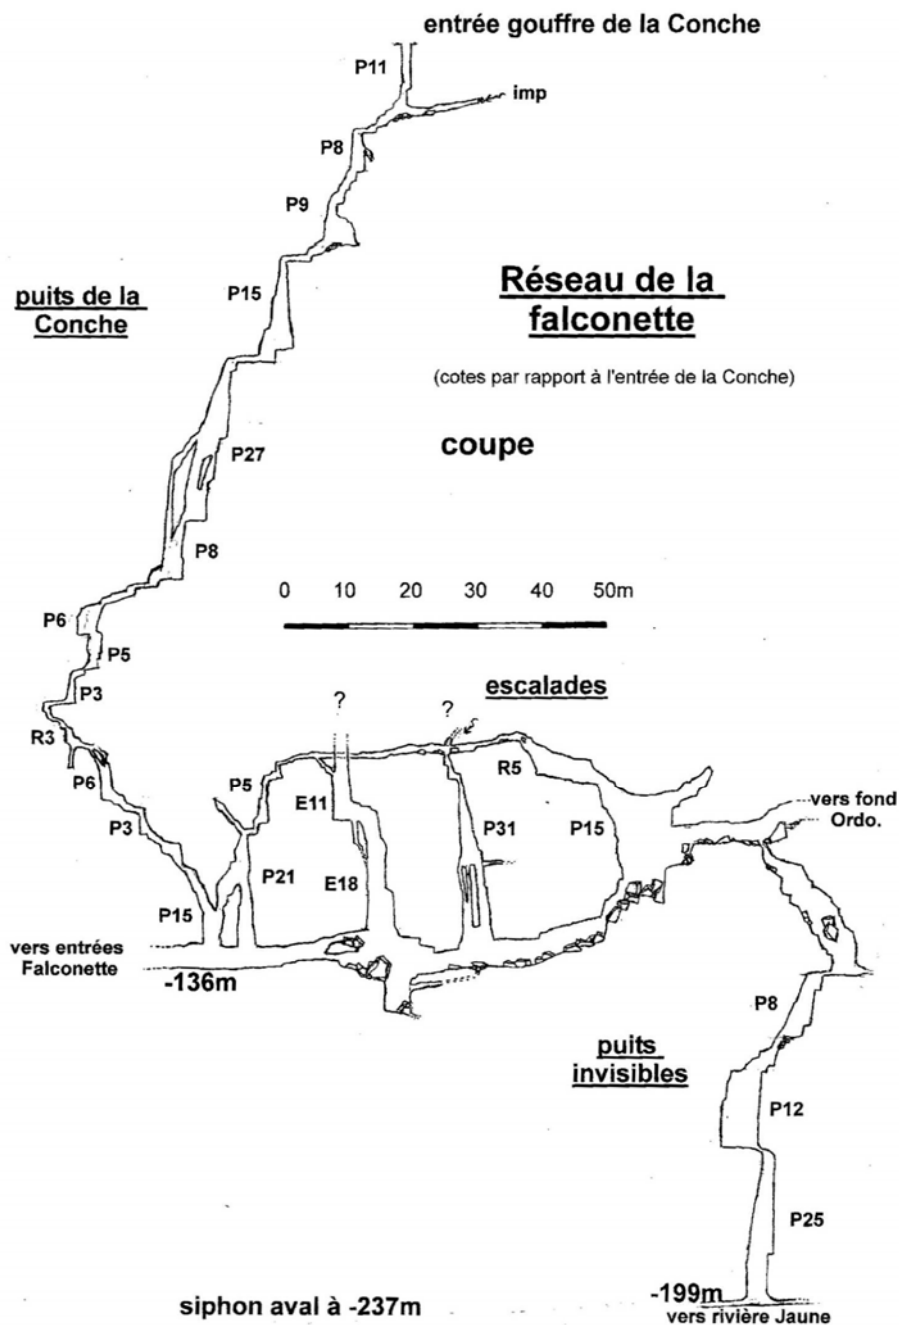 entrée gouffre de la Conche
P11
imp
P8
P9
Réseau de la
falconette
P15
puits de la
Conche
(cotes par rapport à l'entrée de la Conche)
coupe
P27
P8
0 10 20 30 40 50m
P6
P5
P3
escalades
? ?
R3
P6
P5
R5
E11
vers fond
Ordo.
P3
P31
P15
P21
E18
P15
vers entrées
Falconette
-136m
P8
puits
invisibles
P12
P25
-199m
siphon aval à -237m
vers rivière Jaune